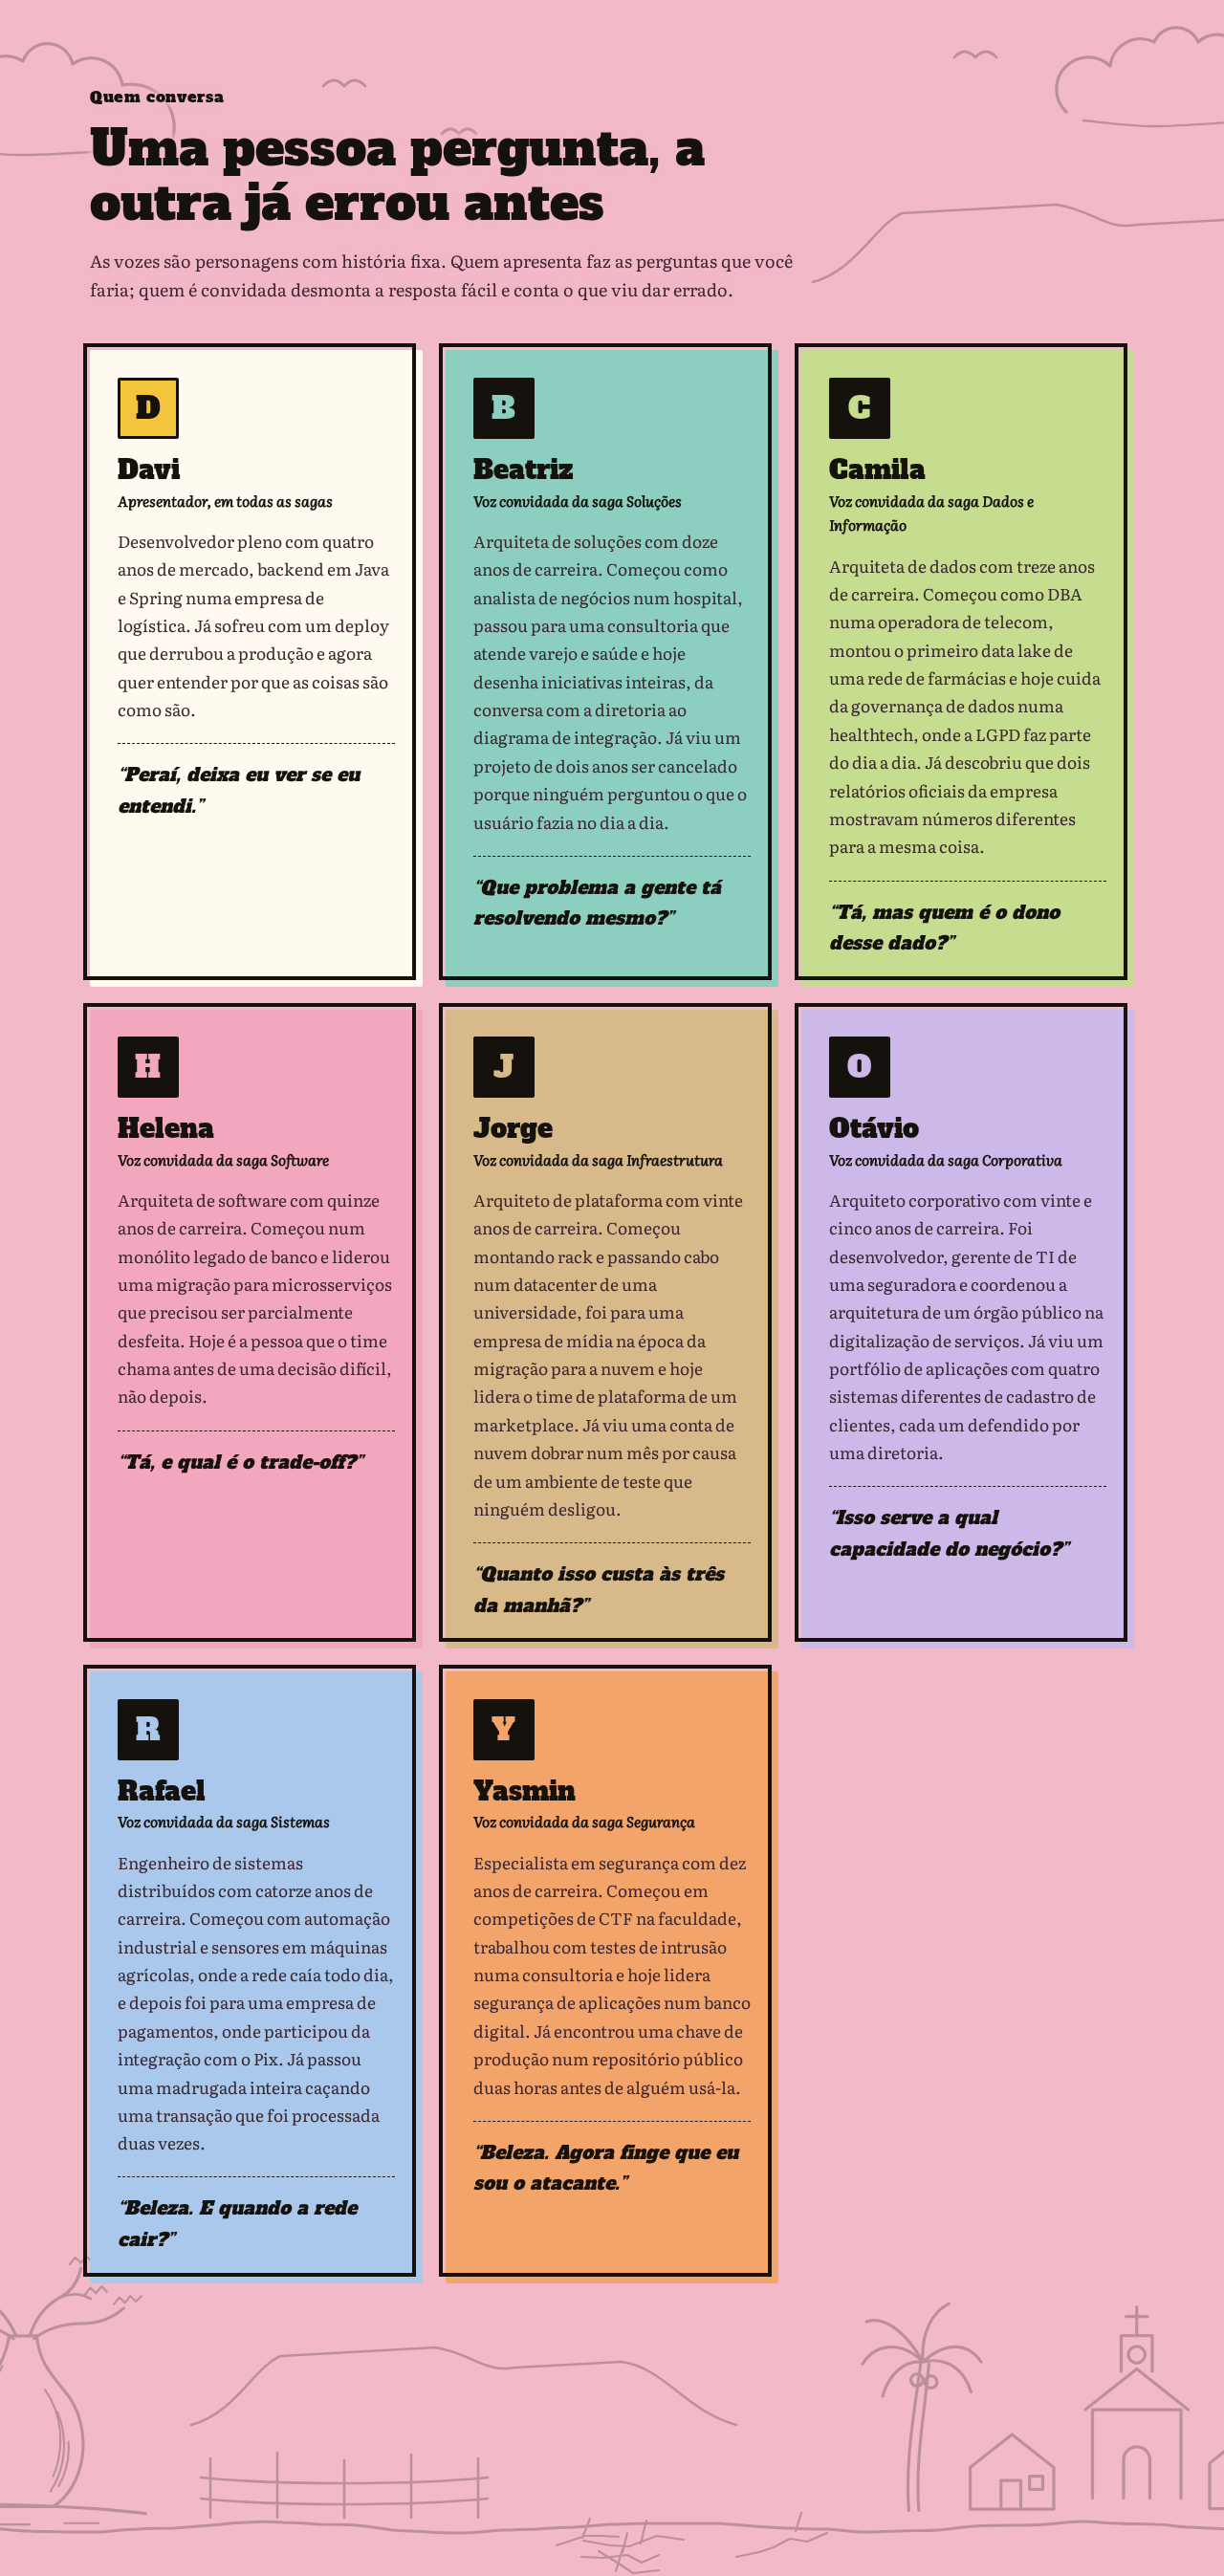 Quem conversa
Uma pessoa pergunta, a
outra já errou antes
As vozes são personagens com história fixa. Quem apresenta faz as perguntas que você
faria; quem é convidada desmonta a resposta fácil e conta o que viu dar errado.
D
Davi
Apresentador, em todas as sagas
Desenvolvedor pleno com quatro
anos de mercado, backend em Java
e Spring numa empresa de
logística. Já sofreu com um deploy
que derrubou a produção e agora
quer entender por que as coisas são
como são.
“Peraí, deixa eu ver se eu
entendi.”
B
Beatriz
Voz convidada da saga Soluções
Arquiteta de soluções com doze
anos de carreira. Começou como
analista de negócios num hospital,
passou para uma consultoria que
atende varejo e saúde e hoje
desenha iniciativas inteiras, da
conversa com a diretoria ao
diagrama de integração. Já viu um
projeto de dois anos ser cancelado
porque ninguém perguntou o que o
usuário fazia no dia a dia.
“Que problema a gente tá
resolvendo mesmo?”
C
Camila
Voz convidada da saga Dados e
Informação
Arquiteta de dados com treze anos
de carreira. Começou como DBA
numa operadora de telecom,
montou o primeiro data lake de
uma rede de farmácias e hoje cuida
da governança de dados numa
healthtech, onde a LGPD faz parte
do dia a dia. Já descobriu que dois
relatórios oficiais da empresa
mostravam números diferentes
para a mesma coisa.
“Tá, mas quem é o dono
desse dado?”
H
Helena
Voz convidada da saga Software
Arquiteta de software com quinze
anos de carreira. Começou num
monólito legado de banco e liderou
uma migração para microsserviços
que precisou ser parcialmente
desfeita. Hoje é a pessoa que o time
chama antes de uma decisão difícil,
não depois.
“Tá, e qual é o trade-off?”
J
Jorge
Voz convidada da saga Infraestrutura
Arquiteto de plataforma com vinte
anos de carreira. Começou
montando rack e passando cabo
num datacenter de uma
universidade, foi para uma
empresa de mídia na época da
migração para a nuvem e hoje
lidera o time de plataforma de um
marketplace. Já viu uma conta de
nuvem dobrar num mês por causa
de um ambiente de teste que
ninguém desligou.
“Quanto isso custa às três
da manhã?”
O
Otávio
Voz convidada da saga Corporativa
Arquiteto corporativo com vinte e
cinco anos de carreira. Foi
desenvolvedor, gerente de TI de
uma seguradora e coordenou a
arquitetura de um órgão público na
digitalização de serviços. Já viu um
portfólio de aplicações com quatro
sistemas diferentes de cadastro de
clientes, cada um defendido por
uma diretoria.
“Isso serve a qual
capacidade do negócio?”
R
Rafael
Voz convidada da saga Sistemas
Engenheiro de sistemas
distribuídos com catorze anos de
carreira. Começou com automação
industrial e sensores em máquinas
agrícolas, onde a rede caía todo dia,
e depois foi para uma empresa de
pagamentos, onde participou da
integração com o Pix. Já passou
uma madrugada inteira caçando
uma transação que foi processada
duas vezes.
“Beleza. E quando a rede
cair?”
Y
Yasmin
Voz convidada da saga Segurança
Especialista em segurança com dez
anos de carreira. Começou em
competições de CTF na faculdade,
trabalhou com testes de intrusão
numa consultoria e hoje lidera
segurança de aplicações num banco
digital. Já encontrou uma chave de
produção num repositório público
duas horas antes de alguém usá-la.
“Beleza. Agora finge que eu
sou o atacante.”